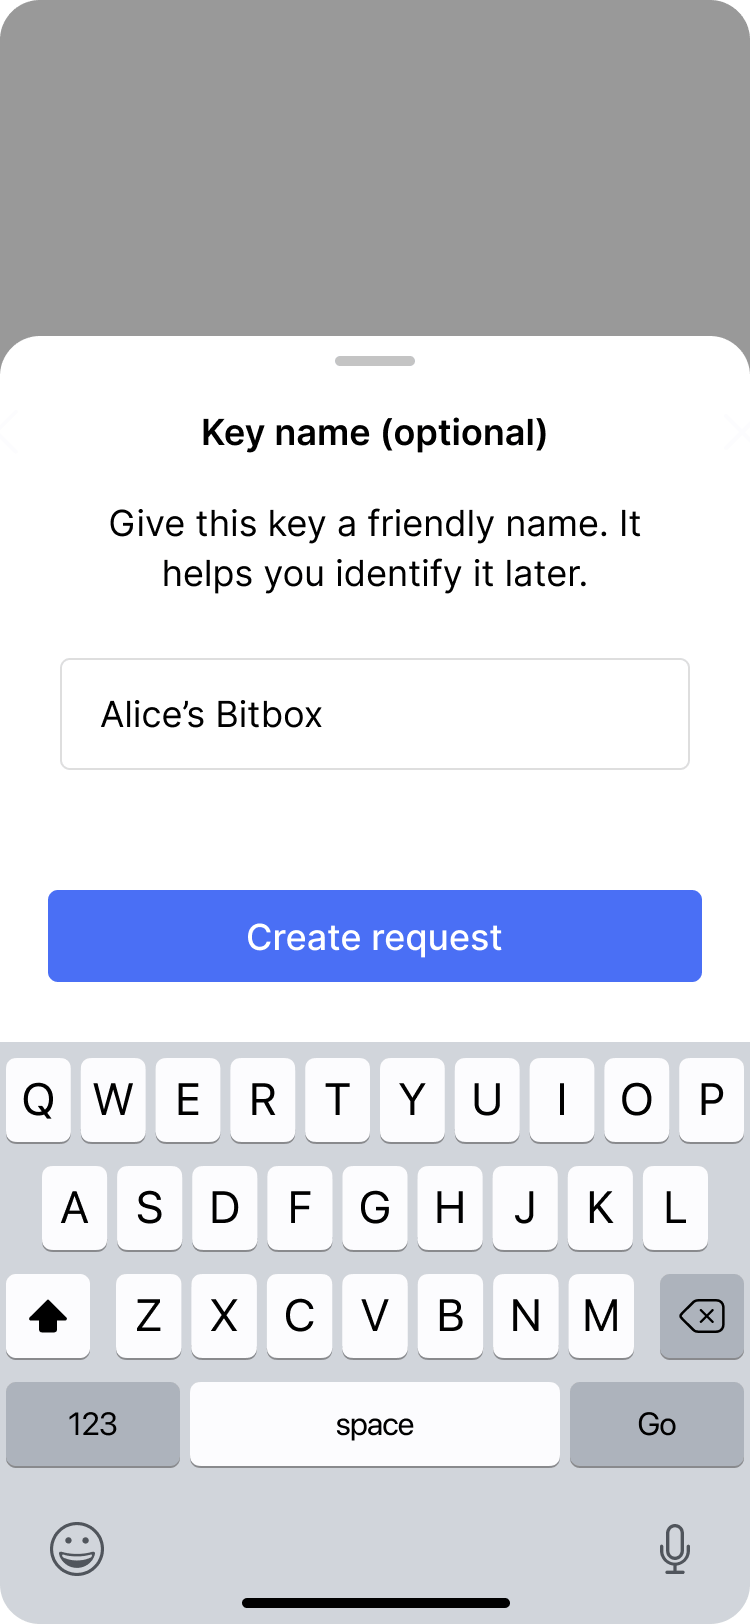 Key name (optional)
Give this key a friendly name. It
helps you identify it later.
Alice’s Bitbox
Create request
Q W E R T Y U I O P
A S D F G H J K L
Z X C V B N M
123 space Go